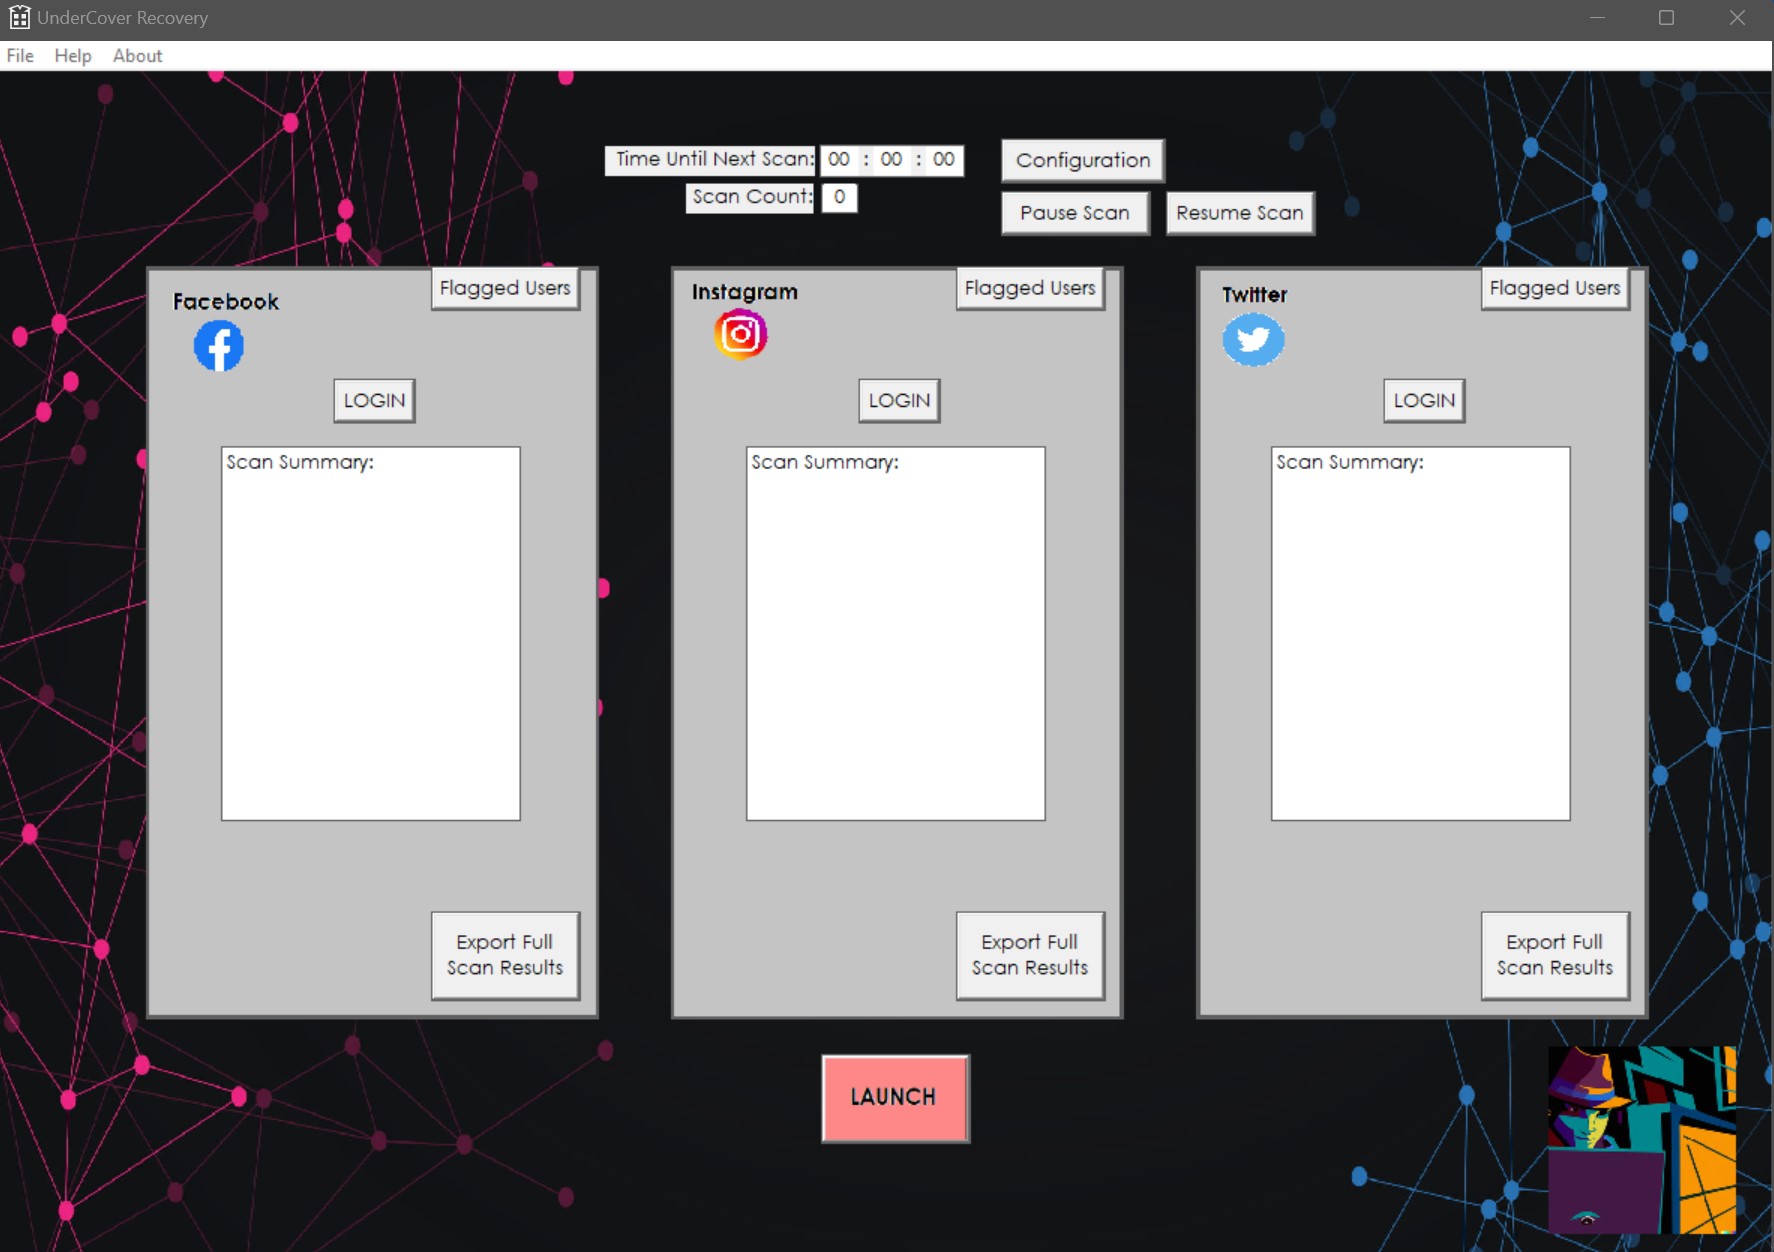 UnderCover Recovery
File Help About
Time Until Next Scan: 00 : 00 : 00
Configuration
Scan Count: 0
Pause Scan
Resume Scan
Facebook
Flagged Users
LOGIN
Scan Summary:
Export Full
Scan Results
Instagram
Flagged Users
LOGIN
Scan Summary:
Export Full
Scan Results
Twitter
Flagged Users
LOGIN
Scan Summary:
Export Full
Scan Results
LAUNCH